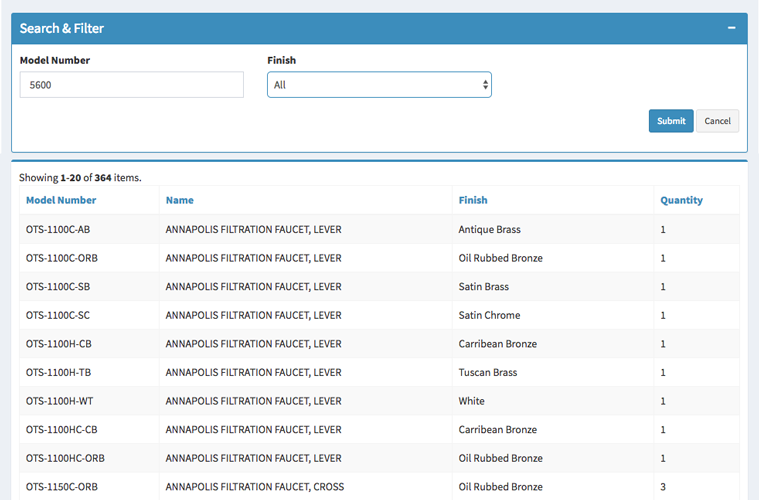 Search & Filter −
Model Number Finish
5600 All
Submit Cancel
Showing 1-20 of 364 items.
Model Number Name Finish Quantity
OTS-1100C-AB ANNAPOLIS FILTRATION FAUCET, LEVER Antique Brass 1
OTS-1100C-ORB ANNAPOLIS FILTRATION FAUCET, LEVER Oil Rubbed Bronze 1
OTS-1100C-SB ANNAPOLIS FILTRATION FAUCET, LEVER Satin Brass 1
OTS-1100C-SC ANNAPOLIS FILTRATION FAUCET, LEVER Satin Chrome 1
OTS-1100H-CB ANNAPOLIS FILTRATION FAUCET, LEVER Carribean Bronze 1
OTS-1100H-TB ANNAPOLIS FILTRATION FAUCET, LEVER Tuscan Brass 1
OTS-1100H-WT ANNAPOLIS FILTRATION FAUCET, LEVER White 1
OTS-1100HC-CB ANNAPOLIS FILTRATION FAUCET, LEVER Carribean Bronze 1
OTS-1100HC-ORB ANNAPOLIS FILTRATION FAUCET, LEVER Oil Rubbed Bronze 1
OTS-1150C-ORB ANNAPOLIS FILTRATION FAUCET, CROSS Oil Rubbed Bronze 3